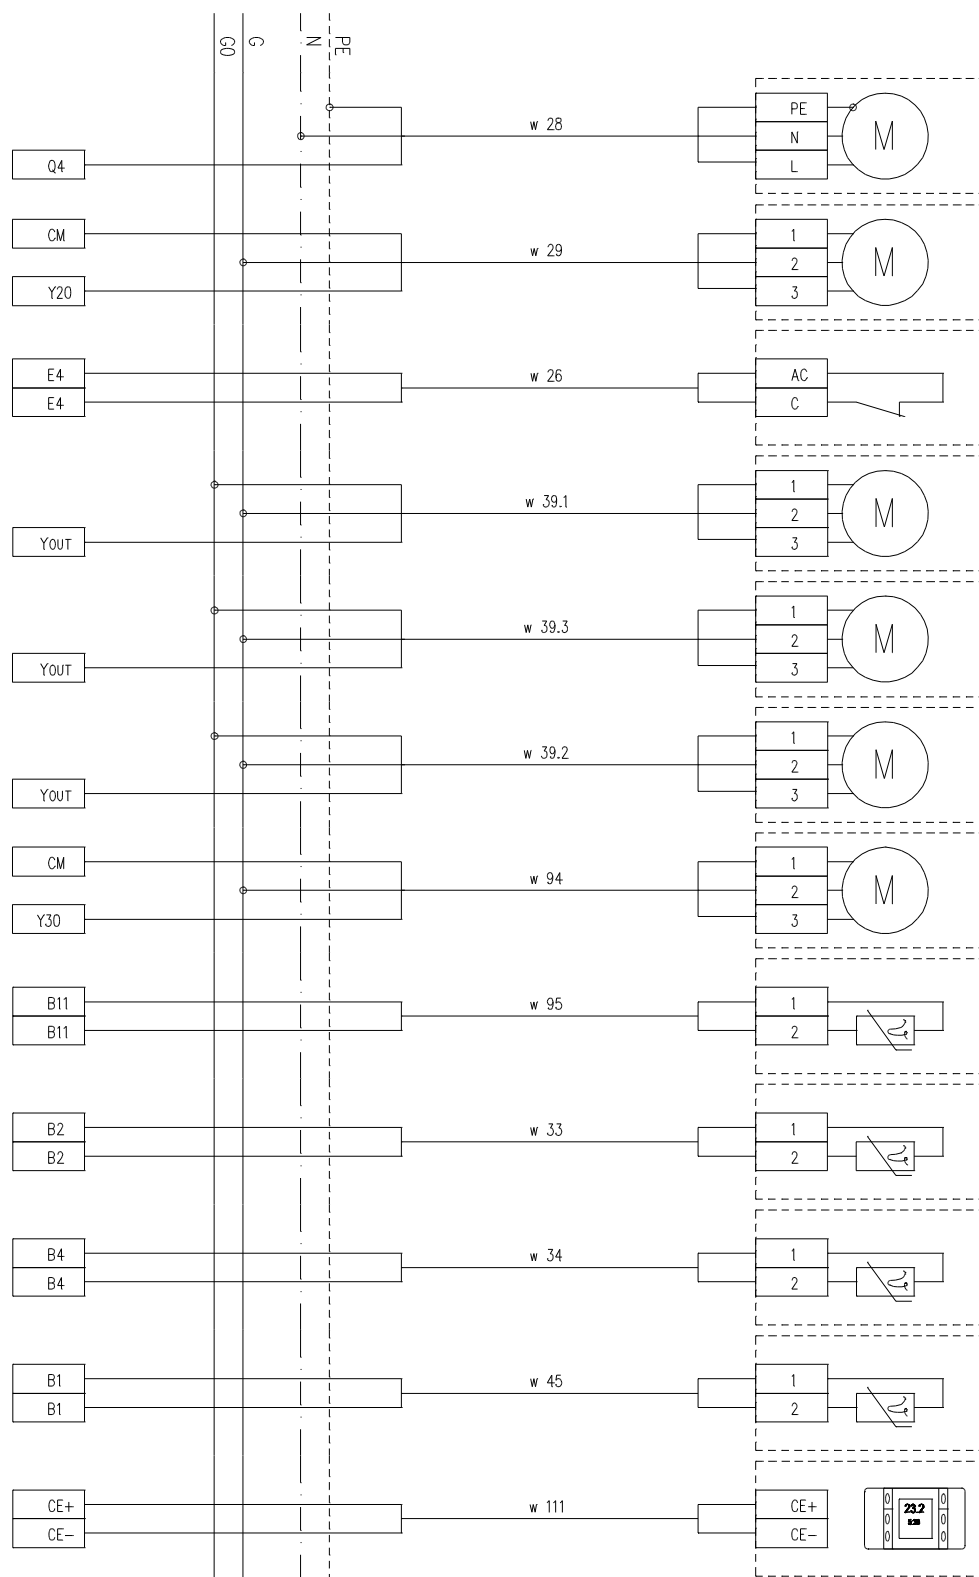 G0
G
N
PE
Q4
w 28
PE
N
L
M
CM
Y20
w 29
1
2
3
M
E4
E4
w 26
AC
C
YOUT
w 39.1
1
2
3
M
YOUT
w 39.3
1
2
3
M
YOUT
w 39.2
1
2
3
M
CM
Y30
w 94
1
2
3
M
B11
B11
w 95
1
2
B2
B2
w 33
1
2
B4
B4
w 34
1
2
B1
B1
w 45
1
2
CE+
CE-
w 111
CE+
CE-
23.2